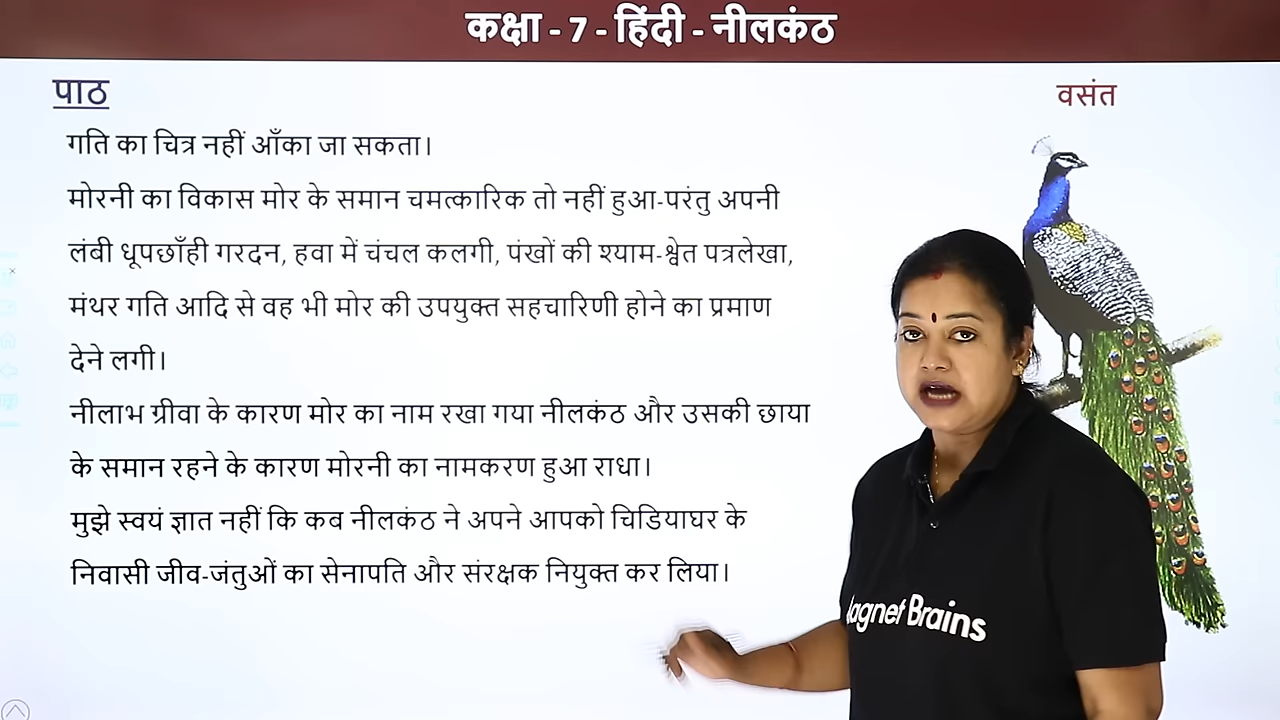 कक्षा - 7 - हिंदी - नीलकंठ
पाठ
वसंत
गति का चित्र नहीं आँका जा सकता।
मोरनी का विकास मोर के समान चमत्कारिक तो नहीं हुआ-परंतु अपनी
लंबी धूपछाँही गरदन, हवा में चंचल कलगी, पंखों की श्याम-श्वेत पत्रलेखा,
मंथर गति आदि से वह भी मोर की उपयुक्त सहचारिणी होने का प्रमाण
देने लगी।
नीलाभ ग्रीवा के कारण मोर का नाम रखा गया नीलकंठ और उसकी छाया
के समान रहने के कारण मोरनी का नामकरण हुआ राधा।
मुझे स्वयं ज्ञात नहीं कि कब नीलकंठ ने अपने आपको चिडियाघर के
निवासी जीव-जंतुओं का सेनापति और संरक्षक नियुक्त कर लिया।
agnet Brains